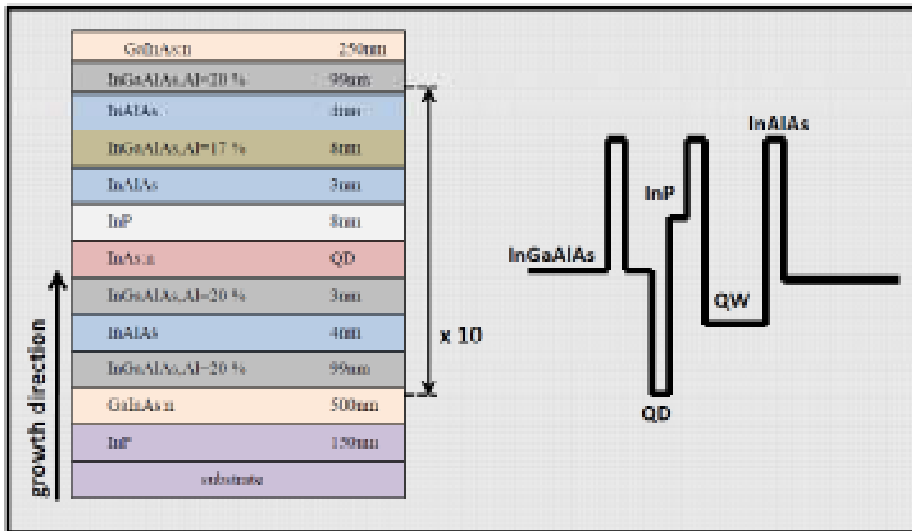 GaInAs:n 250nm
InGaAlAs,Al=20 % 99nm
InAlAs 4nm
InGaAlAs,Al=17 % 8nm
InAlAs 3nm
InP 8nm
InAs:n QD
InGaAlAs,Al=20 % 3nm
InAlAs 4nm
InGaAlAs,Al=20 % 99nm
GaInAs:n 500nm
InP 150nm
substrate
growth direction
x 10
InAlAs
InP
InGaAlAs
QW
QD